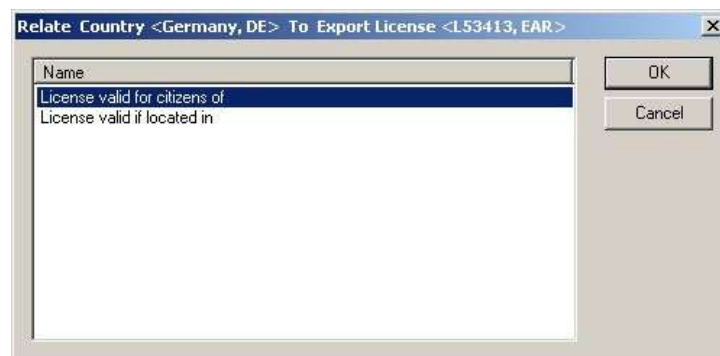 Relate Country <Germany, DE> To Export License <L53413, EAR>
Name
License valid for citizens of
License valid if located in
OK
Cancel